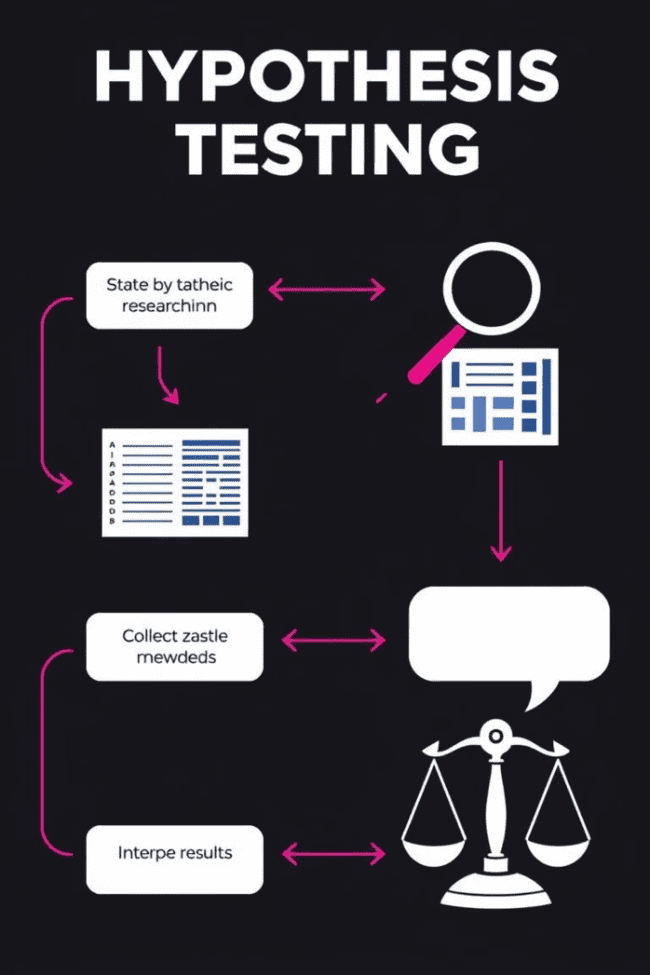 HYPOTHESIS
TESTING
State by tatheic
researchinn
Collect zastle
mewdeds
Interpe results